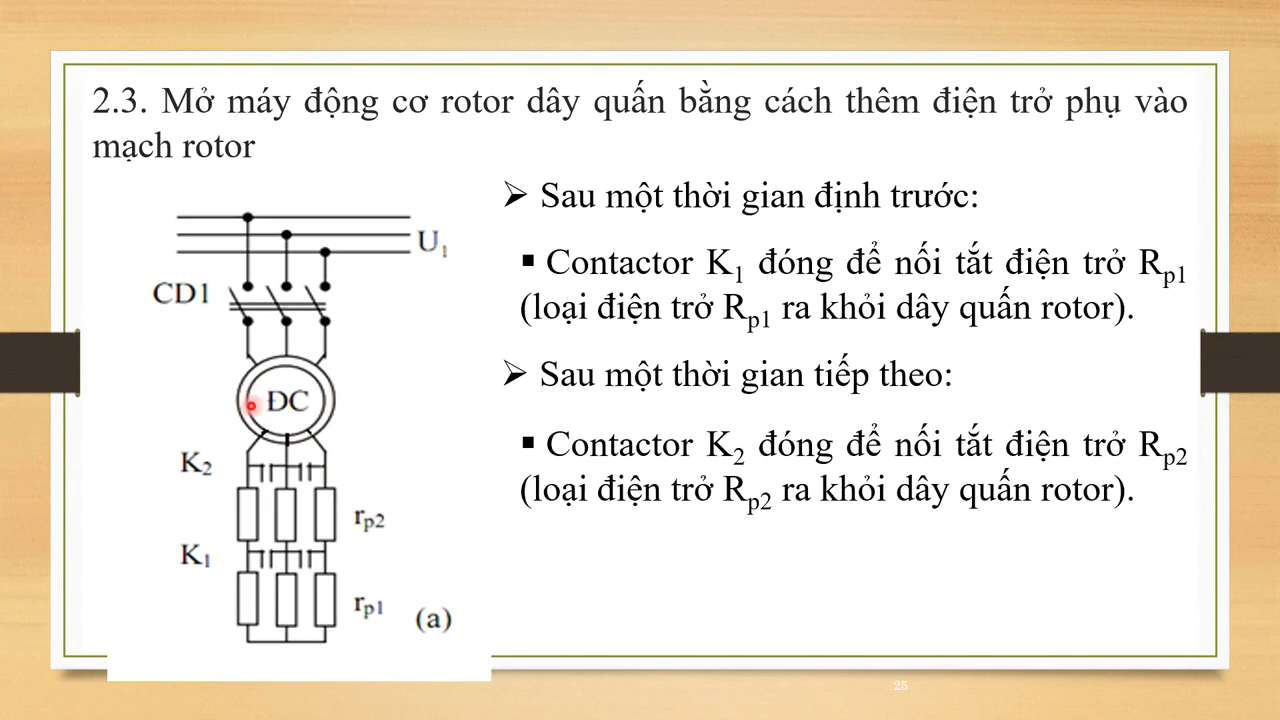 2.3. Mở máy động cơ rotor dây quấn bằng cách thêm điện trở phụ vào
mạch rotor
Sau một thời gian định trước:
Contactor K1 đóng để nối tắt điện trở Rp1
(loại điện trở Rp1 ra khỏi dây quấn rotor).
Sau một thời gian tiếp theo:
Contactor K2 đóng để nối tắt điện trở Rp2
(loại điện trở Rp2 ra khỏi dây quấn rotor).
U1
CD1
ĐC
K2
rp2
K1
rp1
(a)
25